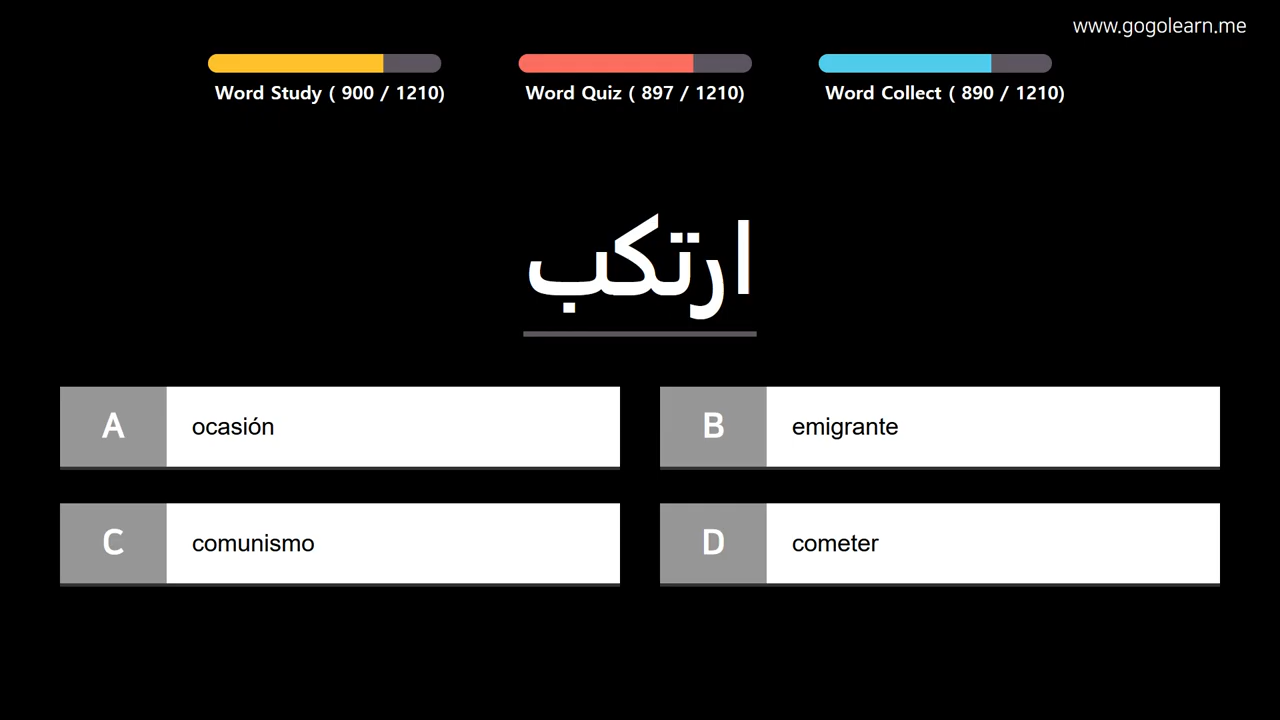 www.gogolearn.me
Word Study ( 900 / 1210)
Word Quiz ( 897 / 1210)
Word Collect ( 890 / 1210)
ارتكب
A
ocasión
B
emigrante
C
comunismo
D
cometer